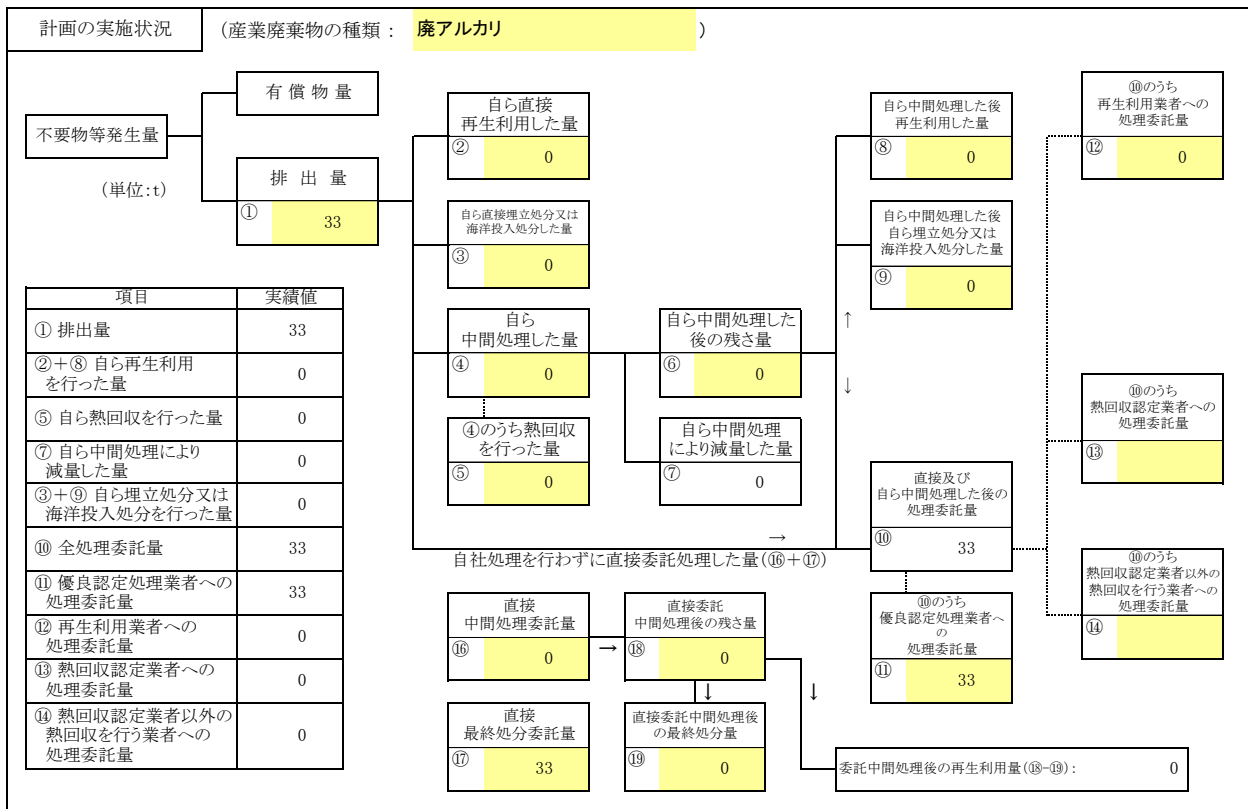 計画の実施状況
(産業廃棄物の種類： 廃アルカリ )
不要物等発生量
(単位:t)
有償物量
排出量
① 33
自ら直接
再生利用した量
② 0
自ら直接埋立処分又は
海洋投入処分した量
③ 0
自ら
中間処理した量
④ 0
④のうち熱回収
を行った量
⑤ 0
自ら中間処理した
後の残さ量
⑥ 0
自ら中間処理
により減量した量
⑦ 0
自ら中間処理した後
再生利用した量
⑧ 0
自ら中間処理した後
自ら埋立処分又は
海洋投入処分した量
⑨ 0
↑
↓
直接及び
自ら中間処理した後の
処理委託量
⑩ 33
⑩のうち
優良認定処理業者へ
の
処理委託量
⑪ 33
⑩のうち
再生利用業者への
処理委託量
⑫ 0
⑩のうち
熱回収認定業者への
処理委託量
⑬
⑩のうち
熱回収認定業者以外の
熱回収を行う業者への
処理委託量
⑭
→
自社処理を行わずに直接委託処理した量(⑯+⑰)
直接
中間処理委託量
⑯ 0
→
直接委託
中間処理後の残さ量
⑱ 0
↓
↓
直接
最終処分委託量
⑰ 33
直接委託中間処理後
の最終処分量
⑲ 0
委託中間処理後の再生利用量(⑱-⑲)： 0
項目 実績値
① 排出量 33
②+⑧ 自ら再生利用
を行った量 0
⑤ 自ら熱回収を行った量 0
⑦ 自ら中間処理により
減量した量 0
③+⑨ 自ら埋立処分又は
海洋投入処分を行った量 0
⑩ 全処理委託量 33
⑪ 優良認定処理業者への
処理委託量 33
⑫ 再生利用業者への
処理委託量 0
⑬ 熱回収認定業者への
処理委託量 0
⑭ 熱回収認定業者以外の
熱回収を行う業者への
処理委託量 0